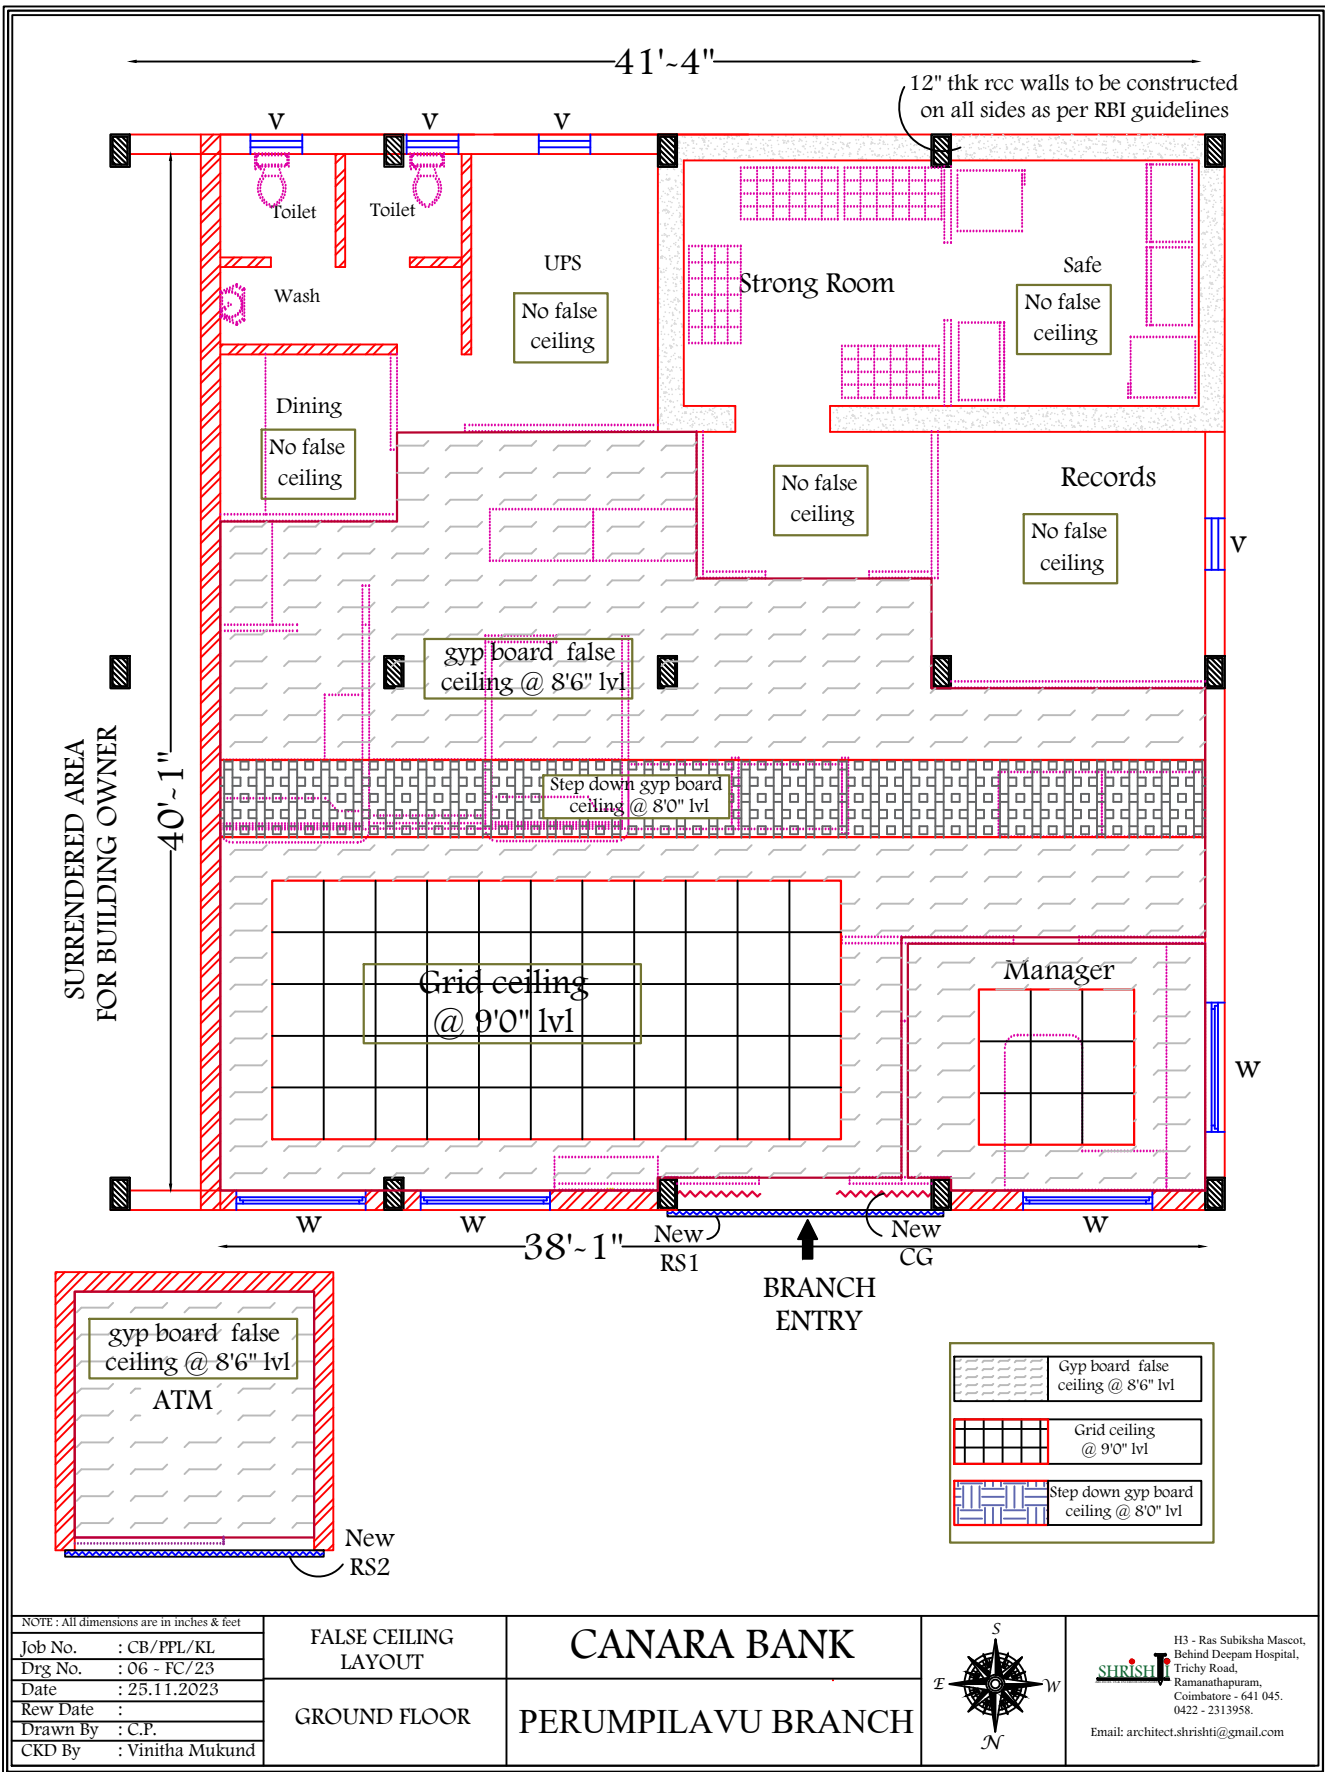 41'~4"
12" thk rcc walls to be constructed
on all sides as per RBI guidelines
V
V
V
Toilet
Toilet
Wash
UPS
No false
ceiling
Strong Room
Safe
No false
ceiling
Dining
No false
ceiling
No false
ceiling
Records
No false
ceiling
V
gyp board false
ceiling @ 8'6" lvl
Step down gyp board
ceiling @ 8'0" lvl
SURRENDERED AREA
FOR BUILDING OWNER
40'~1"
Grid ceiling
@ 9'0" lvl
Manager
W
W
W
W
New
RS1
New
CG
38'~1"
BRANCH
ENTRY
gyp board false
ceiling @ 8'6" lvl
ATM
New
RS2
Gyp board false
ceiling @ 8'6" lvl
Grid ceiling
@ 9'0" lvl
Step down gyp board
ceiling @ 8'0" lvl
NOTE : All dimensions are in inches & feet
Job No. : CB/PPL/KL
Drg No. : 06 - FC/23
Date : 25.11.2023
Rew Date :
Drawn By : C.P.
CKD By : Vinitha Mukund
FALSE CEILING
LAYOUT
GROUND FLOOR
CANARA BANK
PERUMPILAVU BRANCH
S
E
W
N
SHRISHTI
H3 - Ras Subiksha Mascot,
Behind Deepam Hospital,
Trichy Road,
Ramanathapuram,
Coimbatore - 641 045.
0422 - 2313958.
Email: architect.shrishti@gmail.com